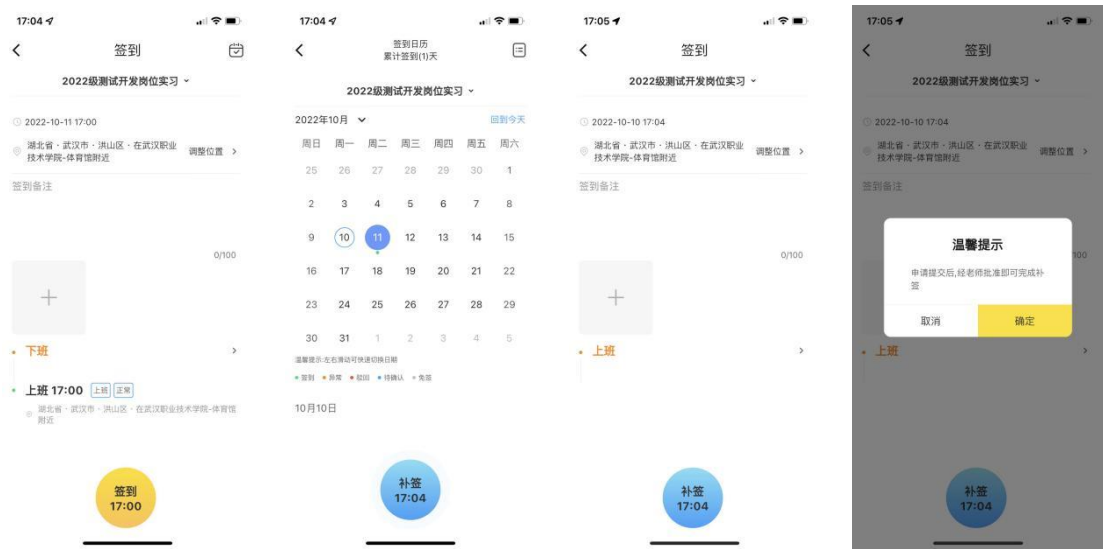 17:04
签到
2022级测试开发岗位实习
2022-10-11 17:00
湖北省·武汉市·洪山区·在武汉职业
技术学院-体育馆附近
调整位置
签到备注
0/100
下班
上班 17:00 上班 正常
湖北省·武汉市·洪山区·在武汉职业技术学院-体育馆
附近
签到
17:00
17:04
签到日历
累计签到(1)天
2022级测试开发岗位实习
2022年10月
回到今天
周日 周一 周二 周三 周四 周五 周六
25 26 27 28 29 30 1
2 3 4 5 6 7 8
9 10 11 12 13 14 15
16 17 18 19 20 21 22
23 24 25 26 27 28 29
30 31 1 2 3 4 5
温馨提示:左右滑动可快速切换日期
签到 异常 驳回 待确认 免签
10月10日
补签
17:04
17:05
签到
2022级测试开发岗位实习
2022-10-10 17:04
湖北省·武汉市·洪山区·在武汉职业
技术学院-体育馆附近
调整位置
签到备注
0/100
上班
补签
17:04
17:05
签到
2022级测试开发岗位实习
2022-10-10 17:04
湖北省·武汉市·洪山区·在武汉职业
技术学院-体育馆附近
调整位置
签到备注
温馨提示
申请提交后,经老师批准即可完成补
签
取消
确定
100
上班
补签
17:04